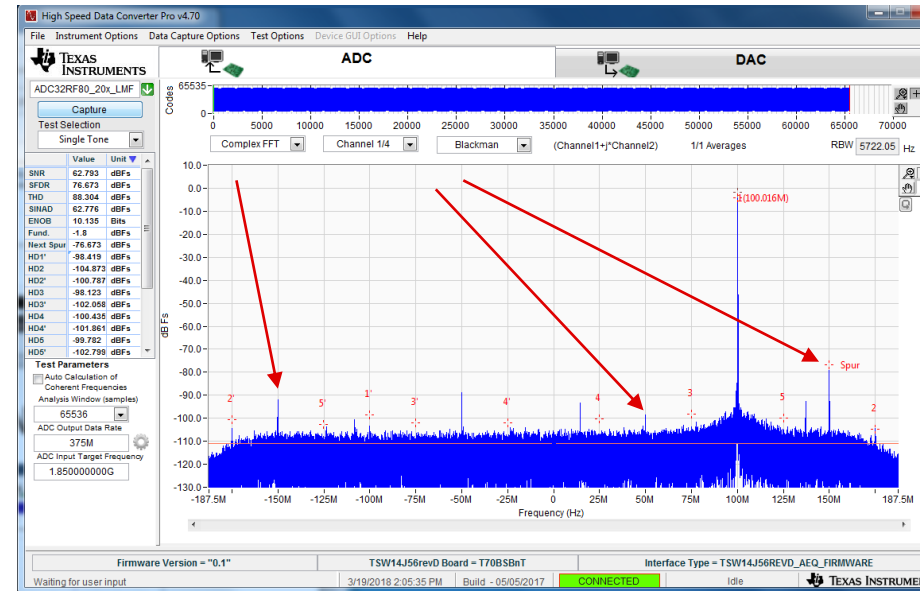 High Speed Data Converter Pro v4.70
File Instrument Options Data Capture Options Test Options Device GUI Options Help
TEXAS INSTRUMENTS
ADC
DAC
ADC32RF80_20x_LMF
Capture
Test Selection
Single Tone
Value Unit
SNR 62.793 dBFs
SFDR 76.673 dBFs
THD 88.304 dBFs
SINAD 62.776 dBFs
ENOB 10.135 Bits
Fund. -1.8 dBFs
Next Spur -76.673 dBFs
HD1' -98.419 dBFs
HD2 -104.873 dBFs
HD2' -100.787 dBFs
HD3 -98.123 dBFs
HD3' -102.058 dBFs
HD4 -100.435 dBFs
HD4' -101.861 dBFs
HD5 -99.782 dBFs
HD5' -102.799 dBFs
Test Parameters
Auto Calculation of
Coherent Frequencies
Analysis Window (samples)
65536
ADC Output Data Rate
375M
ADC Input Target Frequency
1.850000000G
Codes
65535
0
0 5000 10000 15000 20000 25000 30000 35000 40000 45000 50000 55000 60000 65000 70000
Complex FFT Channel 1/4 Blackman (Channel1+j*Channel2) 1/1 Averages RBW 5722.05 Hz
dBFs
10.0
0.0
-10.0
-20.0
-30.0
-40.0
-50.0
-60.0
-70.0
-80.0
-90.0
-100.0
-110.0
-120.0
-130.0
1(100.016M)
Spur
2' 5' 1' 3' 4' 4 3 5 2
-187.5M -150M -125M -100M -75M -50M -25M 0 25M 50M 75M 100M 125M 150M 187.5M
Frequency (Hz)
Firmware Version = "0.1" TSW14J56revD Board = T70BSBnT Interface Type = TSW14J56REVD_AEQ_FIRMWARE
Waiting for user input 3/19/2018 2:05:35 PM Build - 05/05/2017 CONNECTED Idle TEXAS INSTRUME